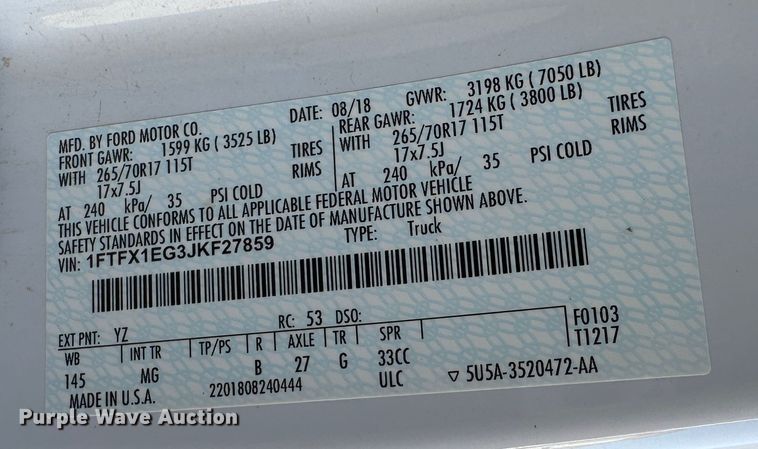 MFD. BY FORD MOTOR CO.
DATE: 08/18 GVWR: 3198 KG ( 7050 LB)
FRONT GAWR: 1599 KG ( 3525 LB)
REAR GAWR: 1724 KG ( 3800 LB)
WITH 265/70R17 115T TIRES
WITH 265/70R17 115T TIRES
17x7.5J RIMS
17x7.5J RIMS
AT 240 kPa/ 35 PSI COLD
AT 240 kPa/ 35 PSI COLD
THIS VEHICLE CONFORMS TO ALL APPLICABLE FEDERAL MOTOR VEHICLE
SAFETY STANDARDS IN EFFECT ON THE DATE OF MANUFACTURE SHOWN ABOVE.
VIN: 1FTFX1EG3JKF27859 TYPE: Truck
EXT PNT: YZ RC: 53 DSO: F0103
T1217
WB INT TR TP/PS R AXLE TR SPR
145 MG B 27 G 33CC
MADE IN U.S.A. 2201808240444 ULC ▽ 5U5A-3520472-AA
Purple Wave Auction